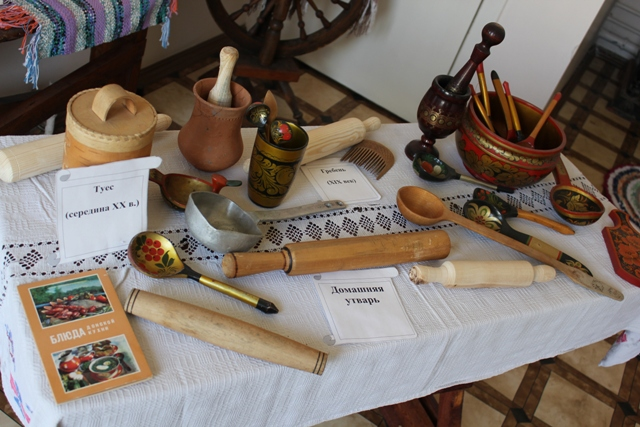 Туес
(середина XX в.)
Гребень
(XIX век)
Домашняя
утварь
БЛЮДА